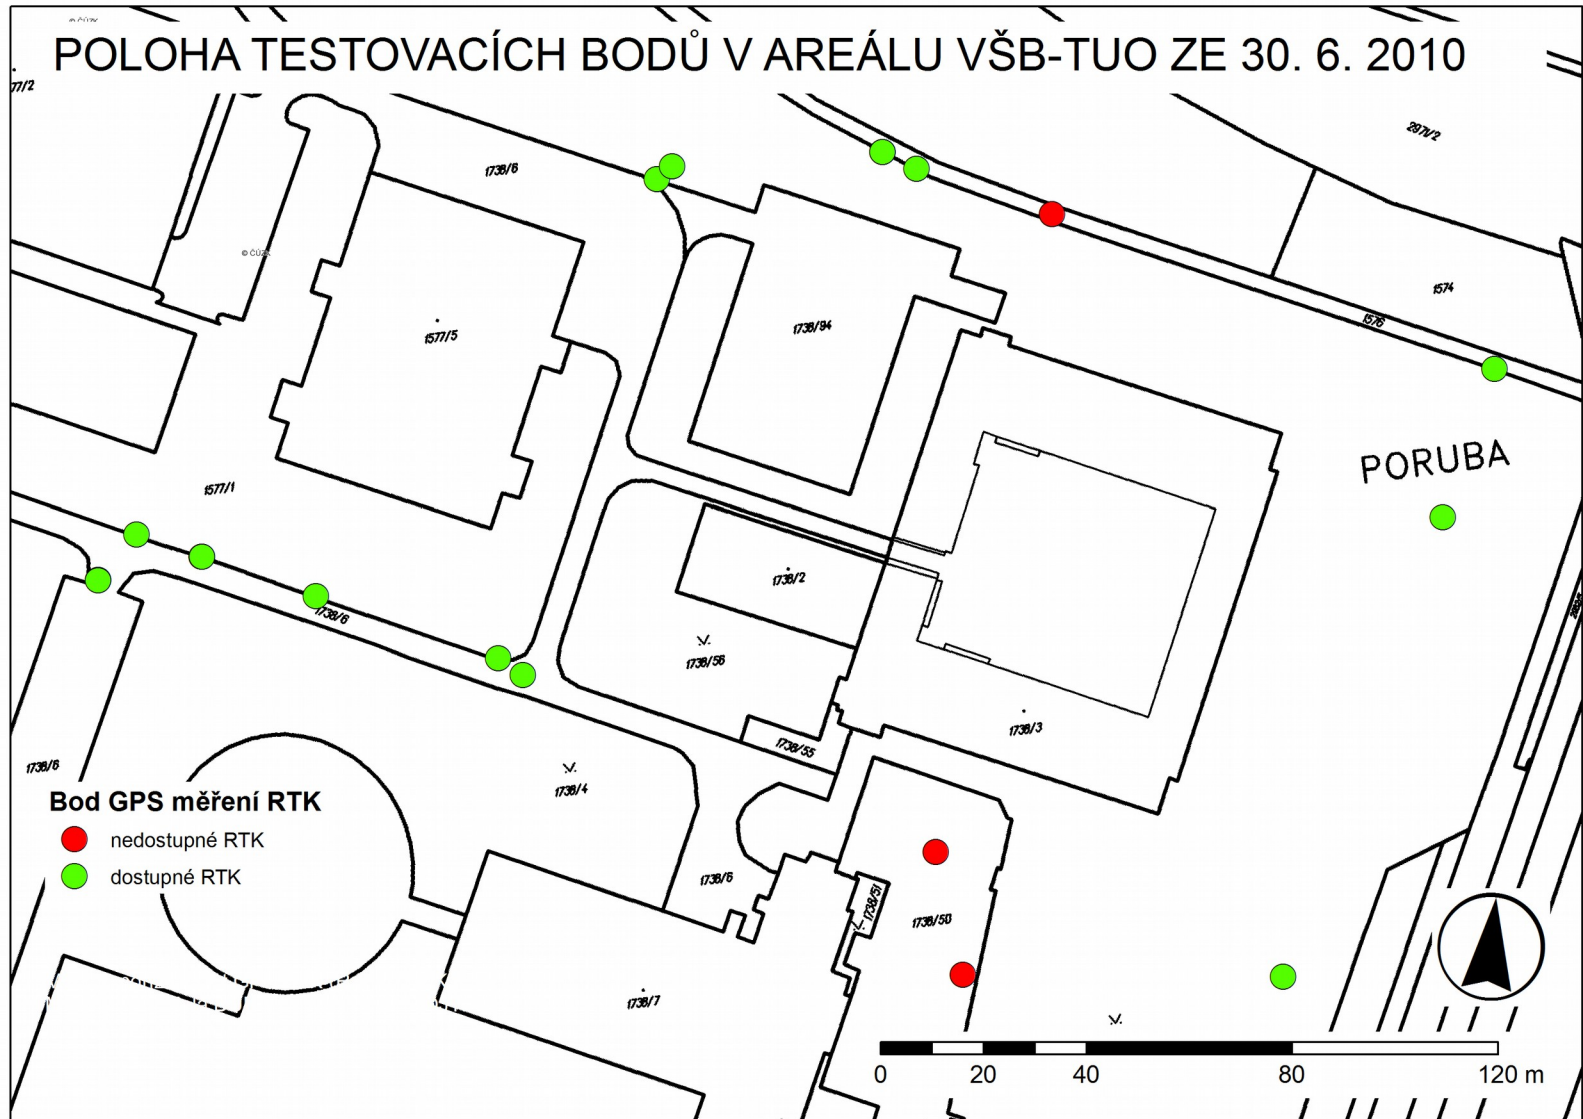 © ČÚZK
POLOHA TESTOVACÍCH BODŮ V AREÁLU VŠB-TUO ZE 30. 6. 2010
77/2
2971/2
1738/6
© ČÚZK
1574
1576
1738/94
1577/5
PORUBA
1577/1
1738/2
1738/6
1738/56
1738/3
1738/55
1738/6
1738/4
Bod GPS měření RTK
nedostupné RTK
dostupné RTK
1738/6
1738/51
1738/50
1738/7
0 20 40 80 120 m